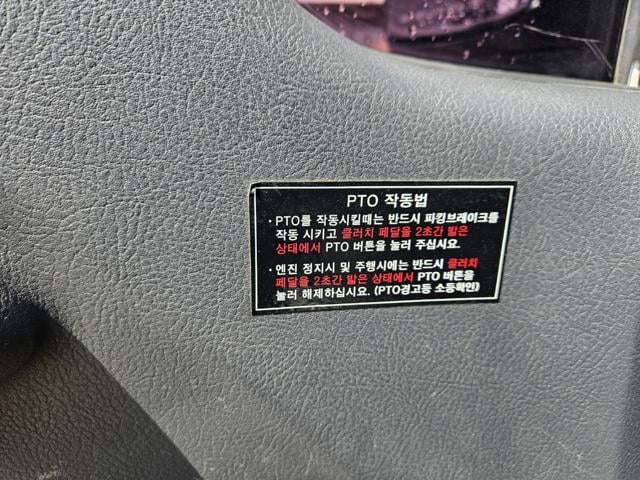 PTO 작동법
· PTO를 작동시킬때는 반드시 파킹브레이크를
작동 시키고 클러치 페달을 2초간 밟은
상태에서 PTO 버튼을 눌러 주십시요.
· 엔진 정지시 및 주행시에는 반드시 클러치
페달을 2초간 밟은 상태에서 PTO 버튼을
눌러 해제하십시요. (PTO경고등 소등확인)